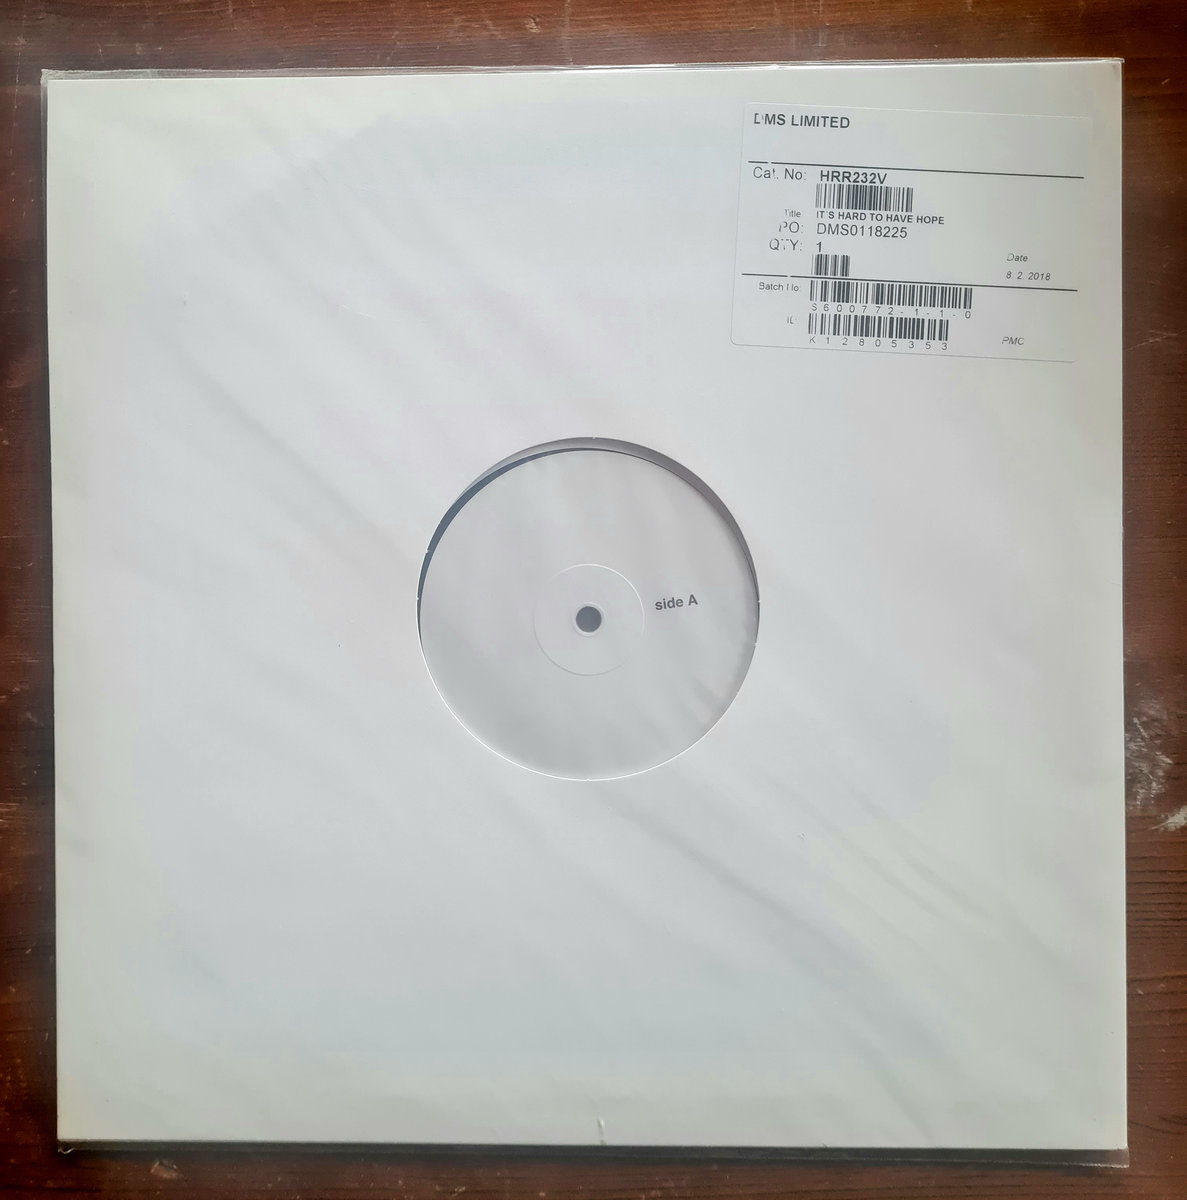 DMS LIMITED
Cat. No: HRR232V
Title IT'S HARD TO HAVE HOPE
PO: DMS0118225
QTY: 1
Date
8 2 2018
Batch No:
S600772-1-1-0
ID:
K12805353
PMC
side A